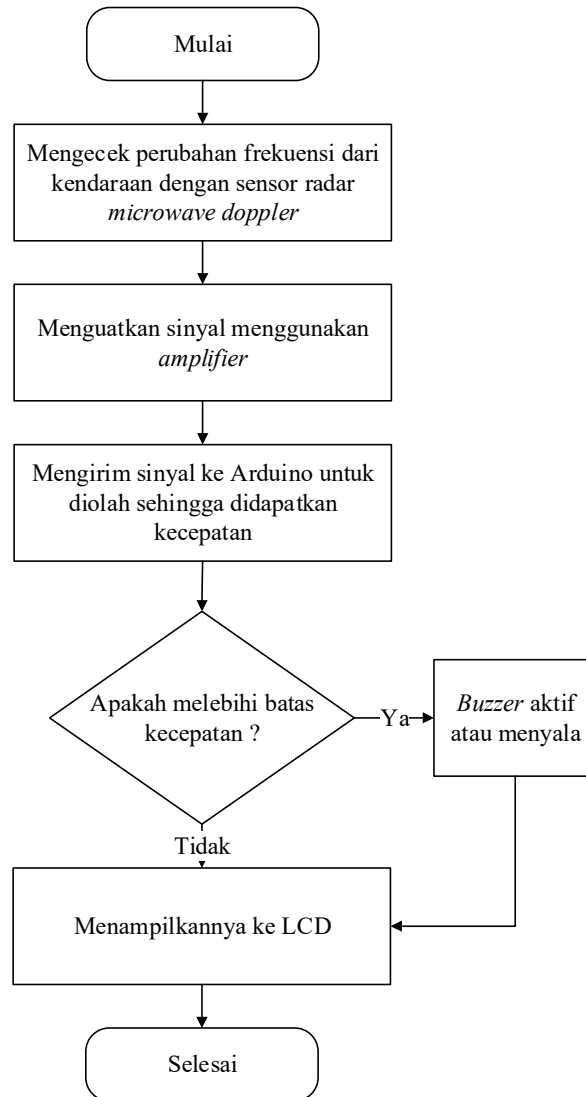 Mulai
Mengecek perubahan frekuensi dari
kendaraan dengan sensor radar
microwave doppler
Menguatkan sinyal menggunakan
amplifier
Mengirim sinyal ke Arduino untuk
diolah sehingga didapatkan
kecepatan
Apakah melebihi batas
kecepatan ?
Ya
Buzzer aktif
atau menyala
Tidak
Menampilkannya ke LCD
Selesai